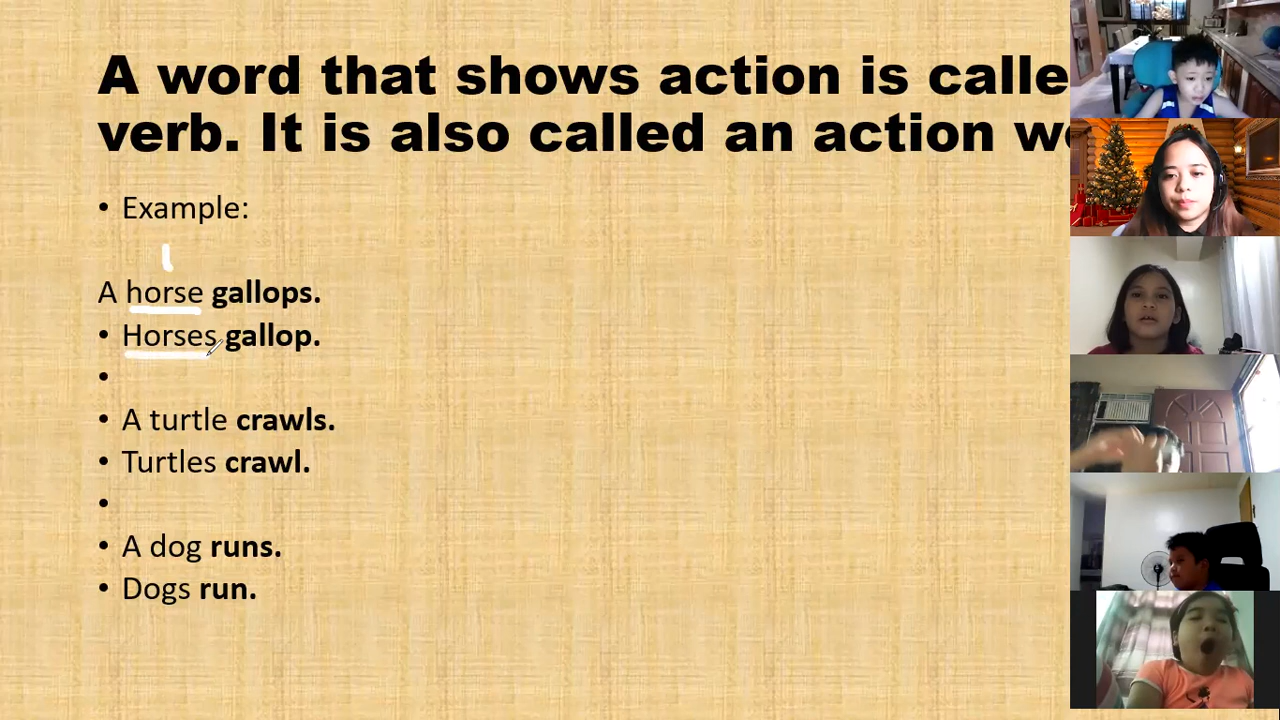 A word that shows action is calle
verb. It is also called an action w
• Example:
A horse gallops.
• Horses gallop.
•
• A turtle crawls.
• Turtles crawl.
•
• A dog runs.
• Dogs run.